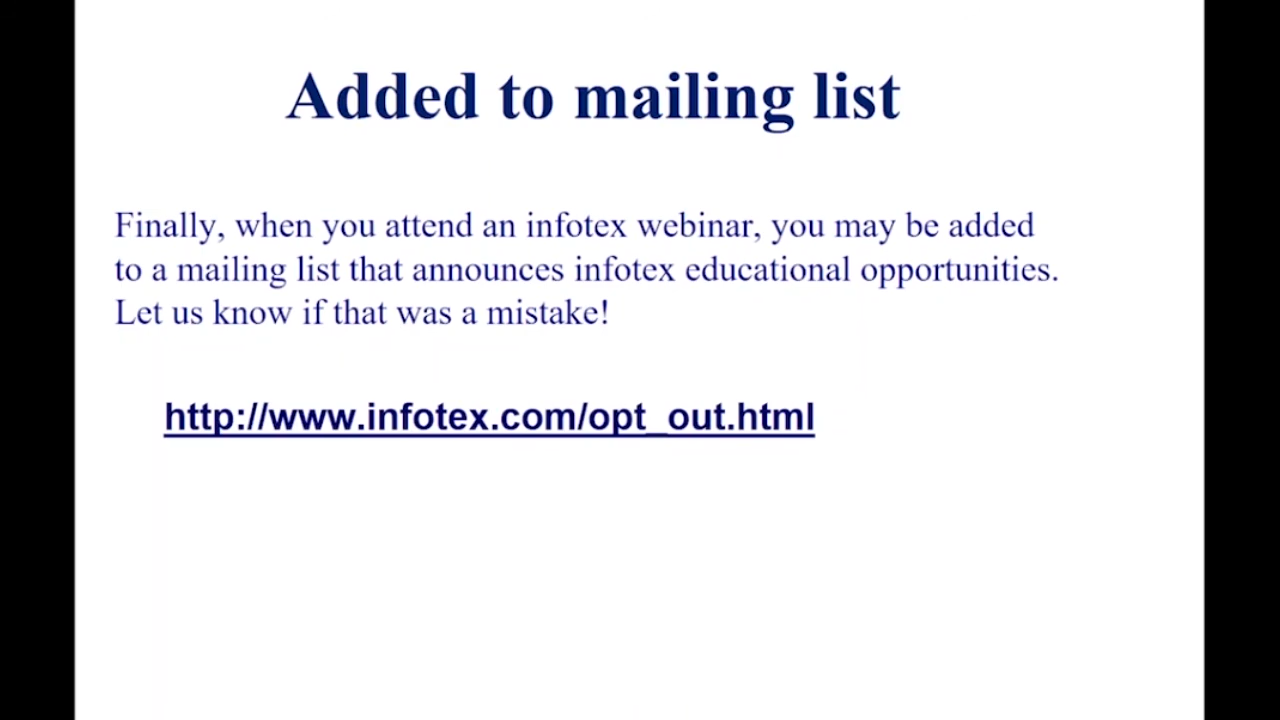 Added to mailing list
Finally, when you attend an infotex webinar, you may be added
to a mailing list that announces infotex educational opportunities.
Let us know if that was a mistake!
http://www.infotex.com/opt_out.html